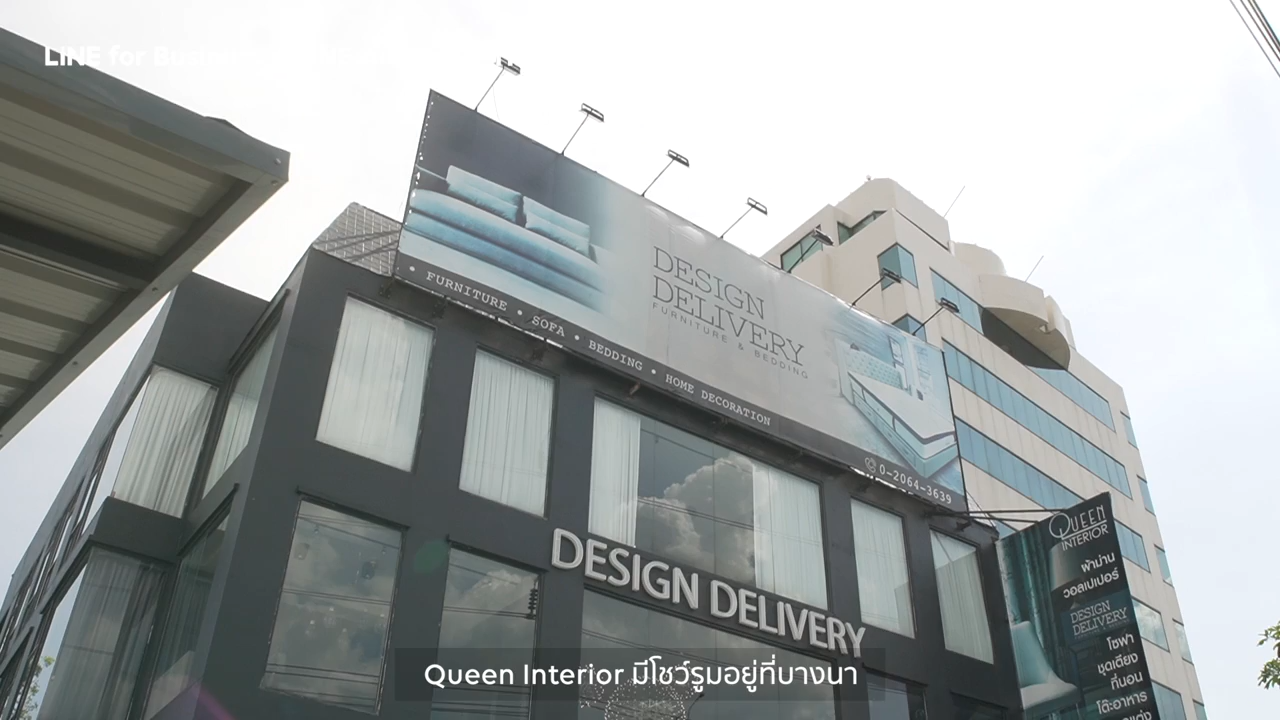 LINE for Business
DESIGN
DELIVERY
FURNITURE & BEDDING
• FURNITURE • SOFA • BEDDING • HOME DECORATION
0-2064-3639
DESIGN DELIVERY
QUEEN
INTERIOR
ผ้าม่าน
วอลเปเปอร์
DESIGN
DELIVERY
โซฟา
ชุดเตียง
ที่นอน
โต๊ะอาหาร
Queen Interior มีโชว์รูมอยู่ที่บางนา